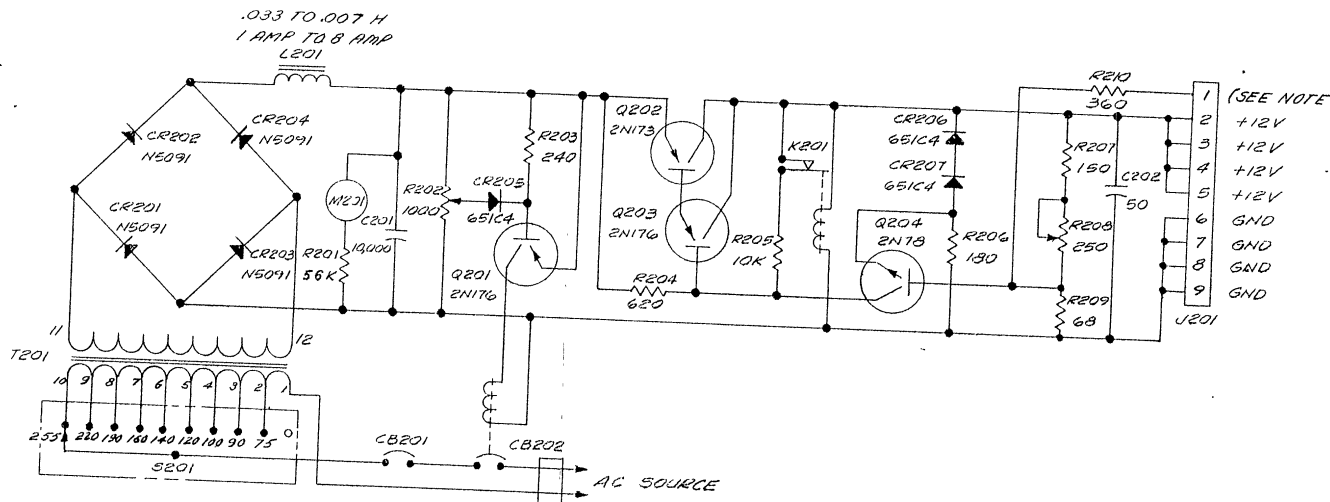 .033 TO .007 H
1 AMP TO 8 AMP
L201
CR202
N5091
CR204
N5091
CR201
N5091
CR203
N5091
M201
R201
56K
C201
10,000
R202
1000
CR205
651C4
R203
240
Q201
2N176
Q202
2N173
Q203
2N176
R204
620
R205
10K
K201
CR206
651C4
CR207
651C4
Q204
2N78
R206
180
R210
360
R207
150
R208
250
R209
68
C202
50
1 (SEE NOTE
2 +12V
3 +12V
4 +12V
5 +12V
6 GND
7 GND
8 GND
9 GND
J201
11 12
T201
10 9 8 7 6 5 4 3 2 1
255 220 190 160 140 120 100 90 75 0
S201
CB201
CB202
AC SOURCE